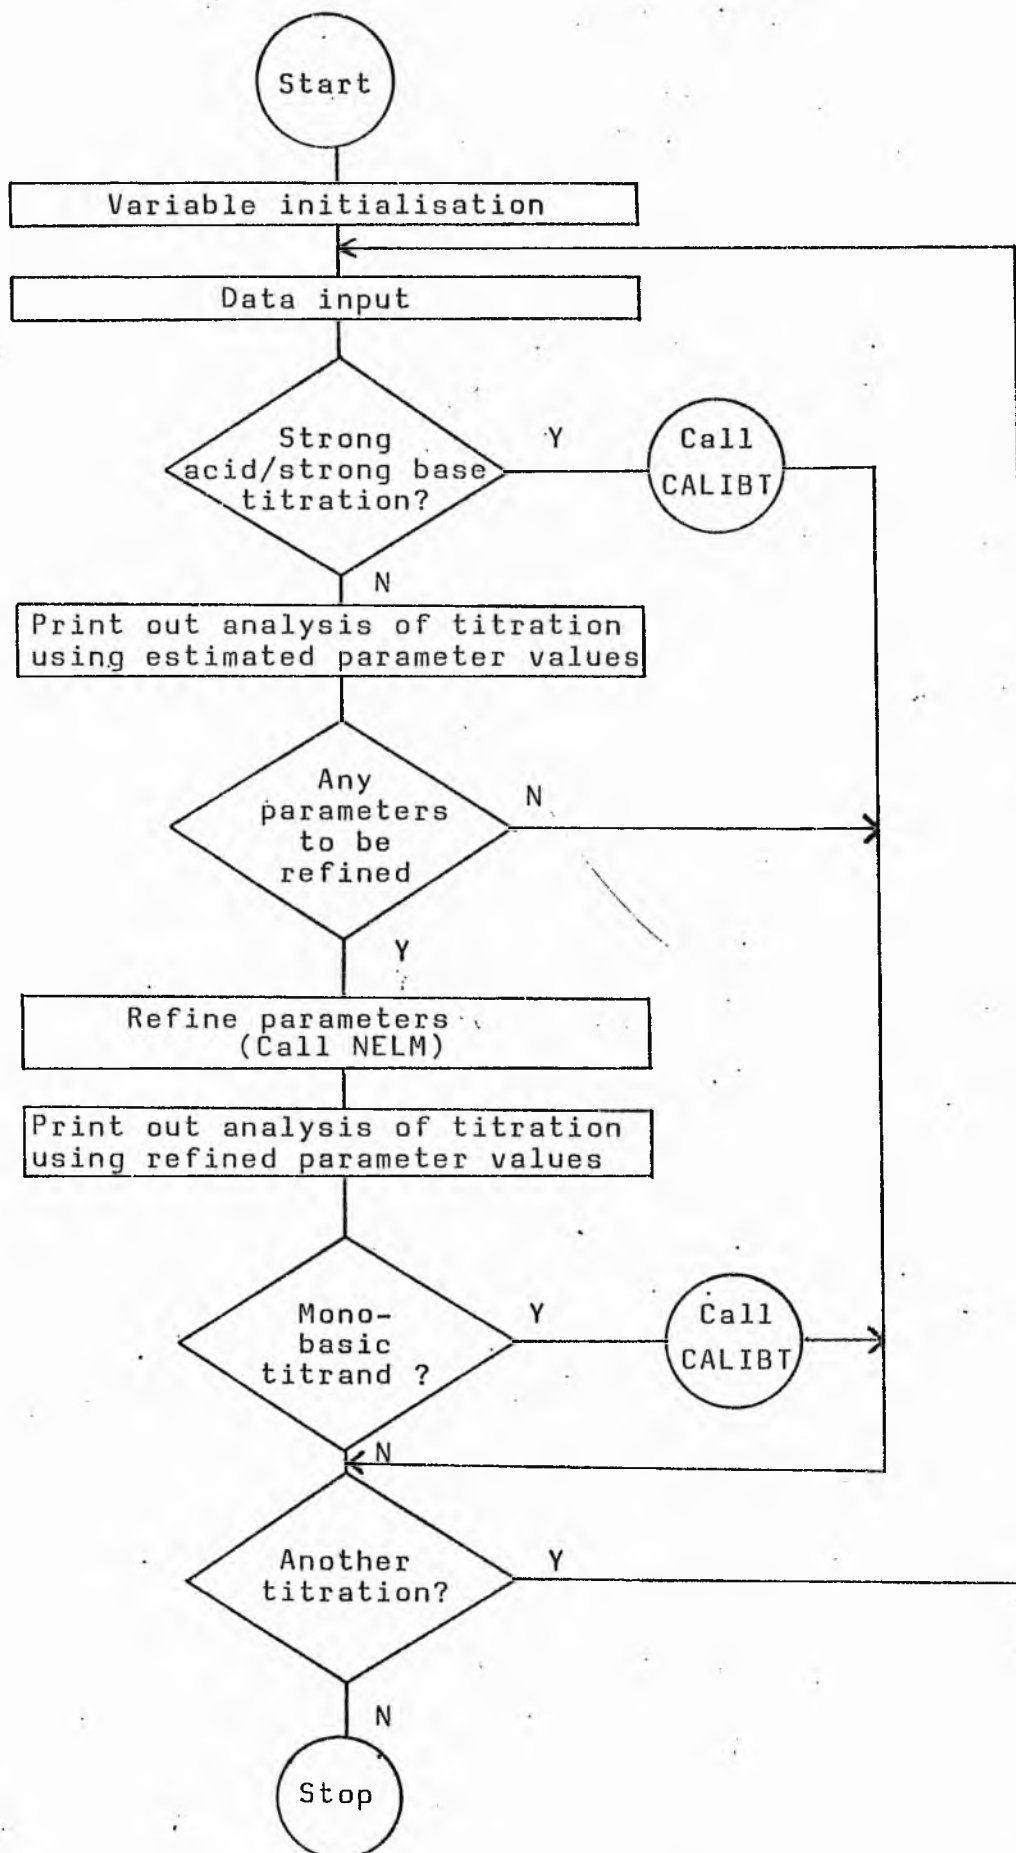 Start
Variable initialisation
Data input
Strong
acid/strong base
titration?
Y
Call
CALIBT
N
Print out analysis of titration
using estimated parameter values
Any
parameters
to be
refined
N
Y
Refine parameters
(Call NELM)
Print out analysis of titration
using refined parameter values
Mono-
basic
titrand ?
Y
Call
CALIBT
N
Another
titration?
Y
N
Stop